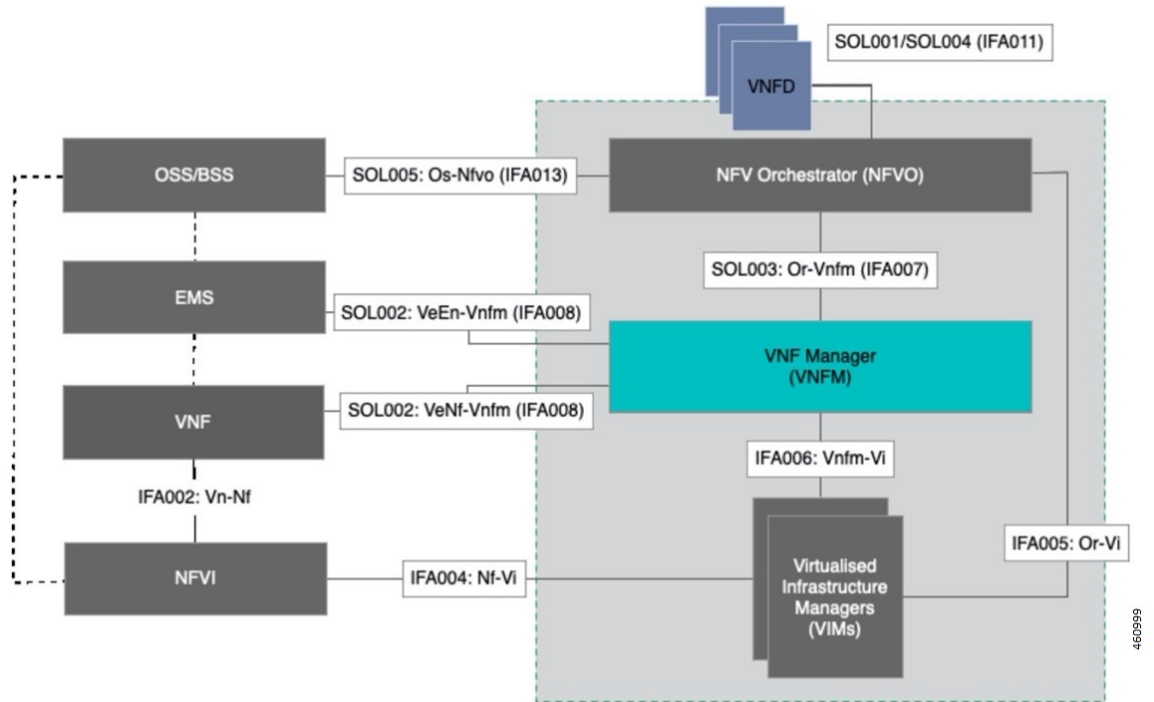 SOL001/SOL004 (IFA011)
VNFD
OSS/BSS
SOL005: Os-Nfvo (IFA013)
NFV Orchestrator (NFVO)
SOL003: Or-Vnfm (IFA007)
EMS
SOL002: VeEn-Vnfm (IFA008)
VNF Manager
(VNFM)
VNF
SOL002: VeNf-Vnfm (IFA008)
IFA006: Vnfm-Vi
IFA002: Vn-Nf
IFA005: Or-Vi
NFVI
IFA004: Nf-Vi
Virtualised
Infrastructure
Managers
(VIMs)
460999